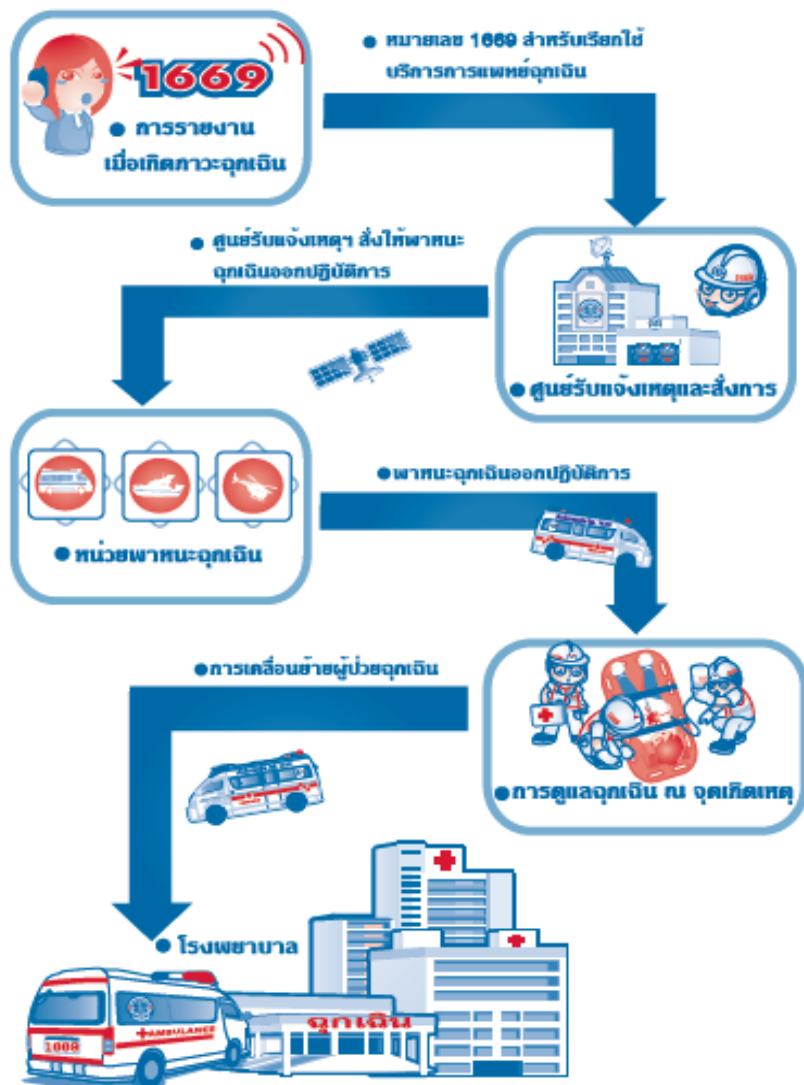 1669
● การรายงาน
เมื่อเกิดภาวะฉุกเฉิน
● หมายเลข 1669 สำหรับเรียกใช้
บริการการแพทย์ฉุกเฉิน
● ศูนย์รับแจ้งเหตุและสั่งการ
● ศูนย์รับแจ้งเหตุฯ สั่งให้พาหนะ
ฉุกเฉินออกปฏิบัติการ
● หน่วยพาหนะฉุกเฉิน
● พาหนะฉุกเฉินออกปฏิบัติการ
● การดูแลฉุกเฉิน ณ จุดเกิดเหตุ
● การเคลื่อนย้ายผู้ป่วยฉุกเฉิน
● โรงพยาบาล
ฉุกเฉิน
AMBULANCE
1669